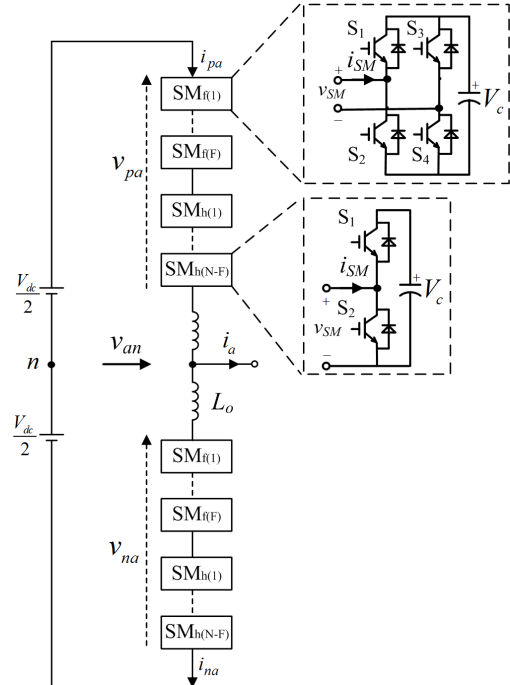 i_pa
SM_f(1)
SM_f(F)
SM_h(1)
SM_h(N-F)
v_pa
V_dc
2
n
v_an
i_a
L_o
V_dc
2
SM_f(1)
SM_f(F)
SM_h(1)
SM_h(N-F)
v_na
i_na
S_1
S_3
+
i_SM
v_SM
−
S_2
S_4
+
V_c
S_1
i_SM
+
S_2
v_SM
−
+
V_c